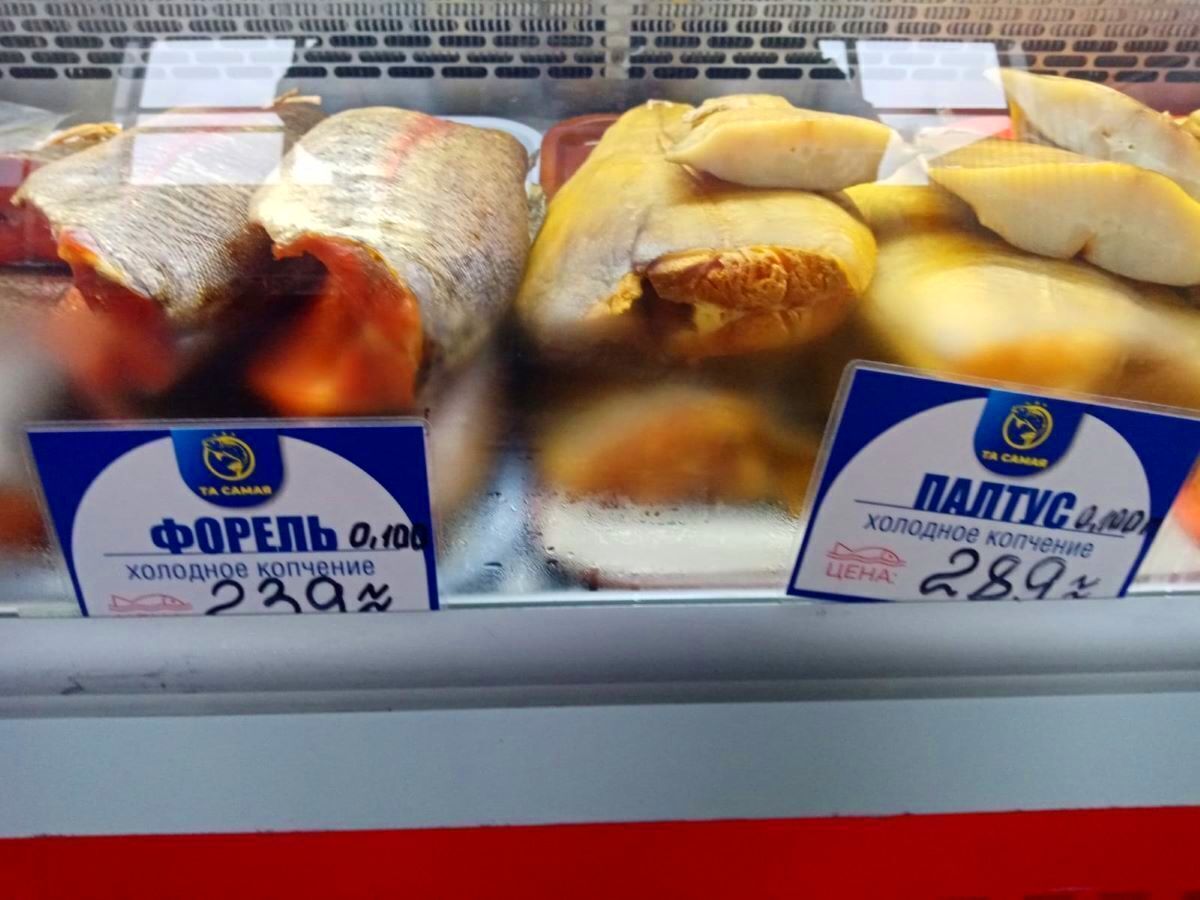 ТА САМАЯ
ФОРЕЛЬ 0,100
холодное копчение
239
ТА САМАЯ
ПАЛТУС 0,100
холодное копчение
ЦЕНА: 289